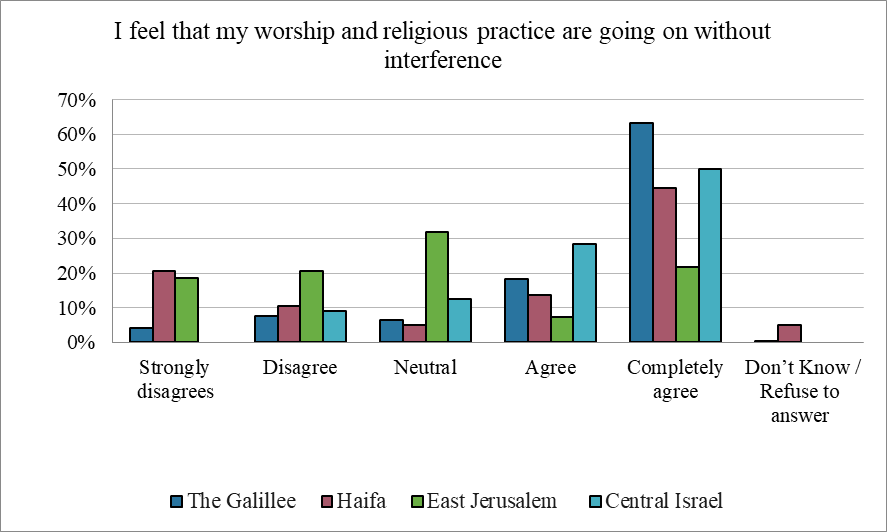 I feel that my worship and religious practice are going on without
interference
70%
60%
50%
40%
30%
20%
10%
0%
Strongly
disagrees
Disagree
Neutral
Agree
Completely
agree
Don't Know /
Refuse to
answer
The Galillee
Haifa
East Jerusalem
Central Israel